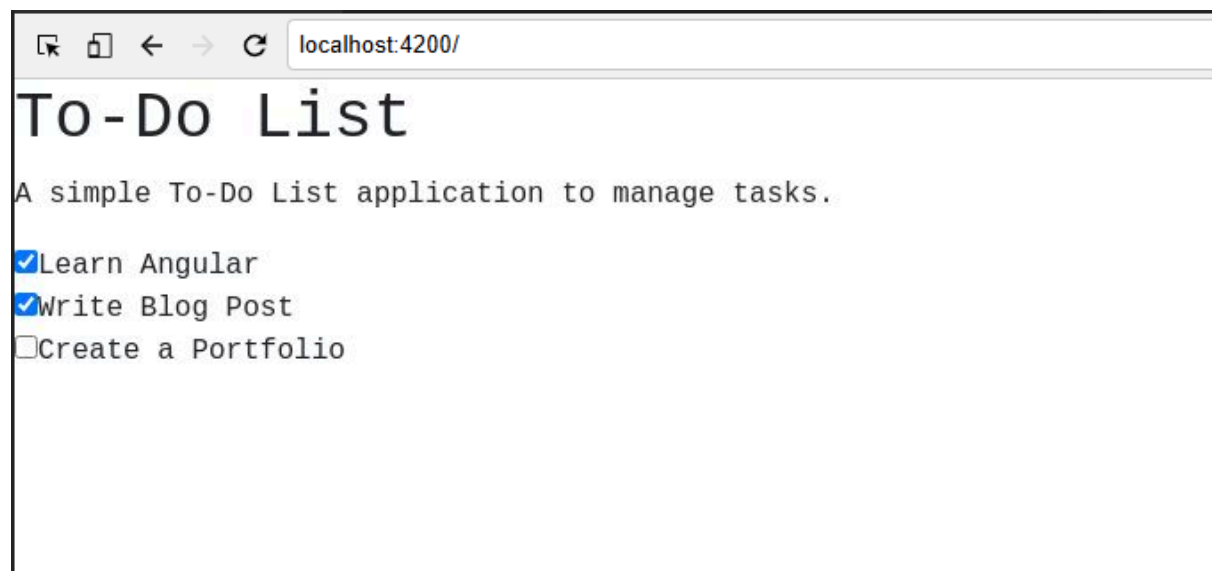 localhost:4200/
To-Do List
A simple To-Do List application to manage tasks.
Learn Angular
Write Blog Post
Create a Portfolio